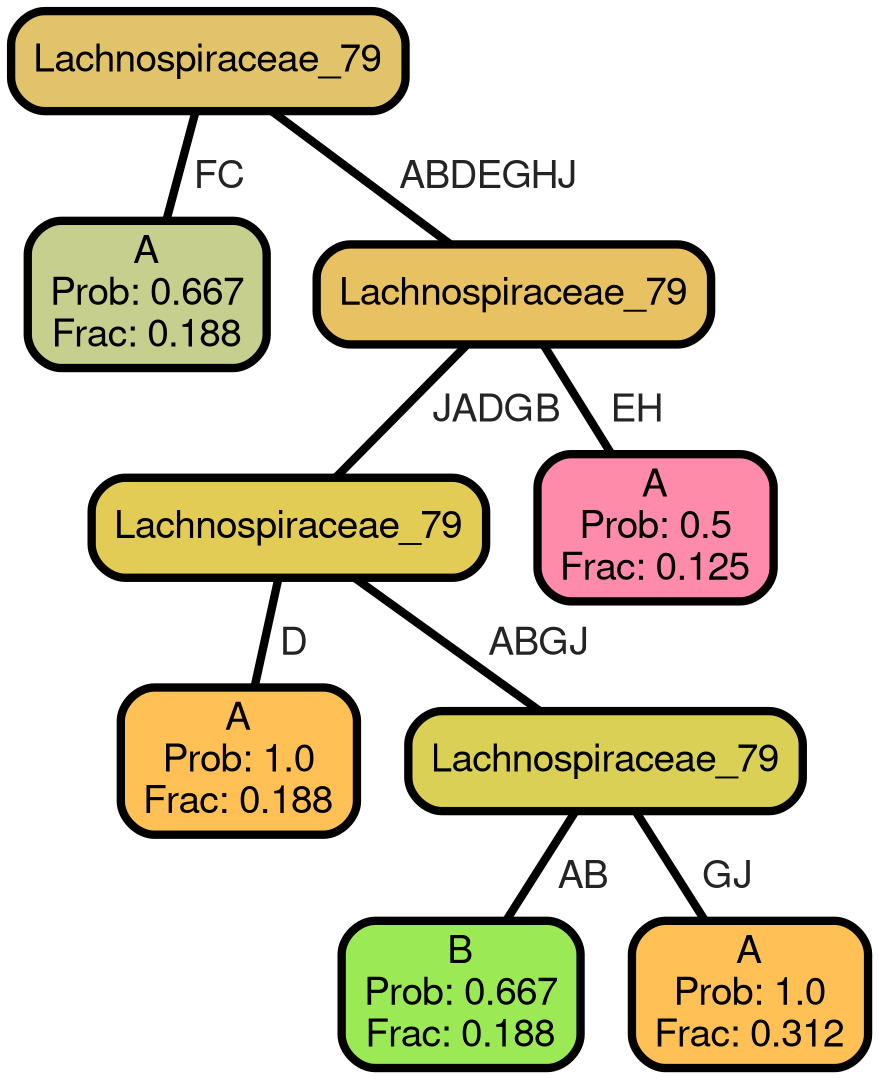 Lachnospiraceae_79
FC
ABDEGHJ
A
Prob: 0.667
Frac: 0.188
Lachnospiraceae_79
JADGB
EH
Lachnospiraceae_79
A
Prob: 0.5
Frac: 0.125
D
ABGJ
A
Prob: 1.0
Frac: 0.188
Lachnospiraceae_79
AB
GJ
B
Prob: 0.667
Frac: 0.188
A
Prob: 1.0
Frac: 0.312